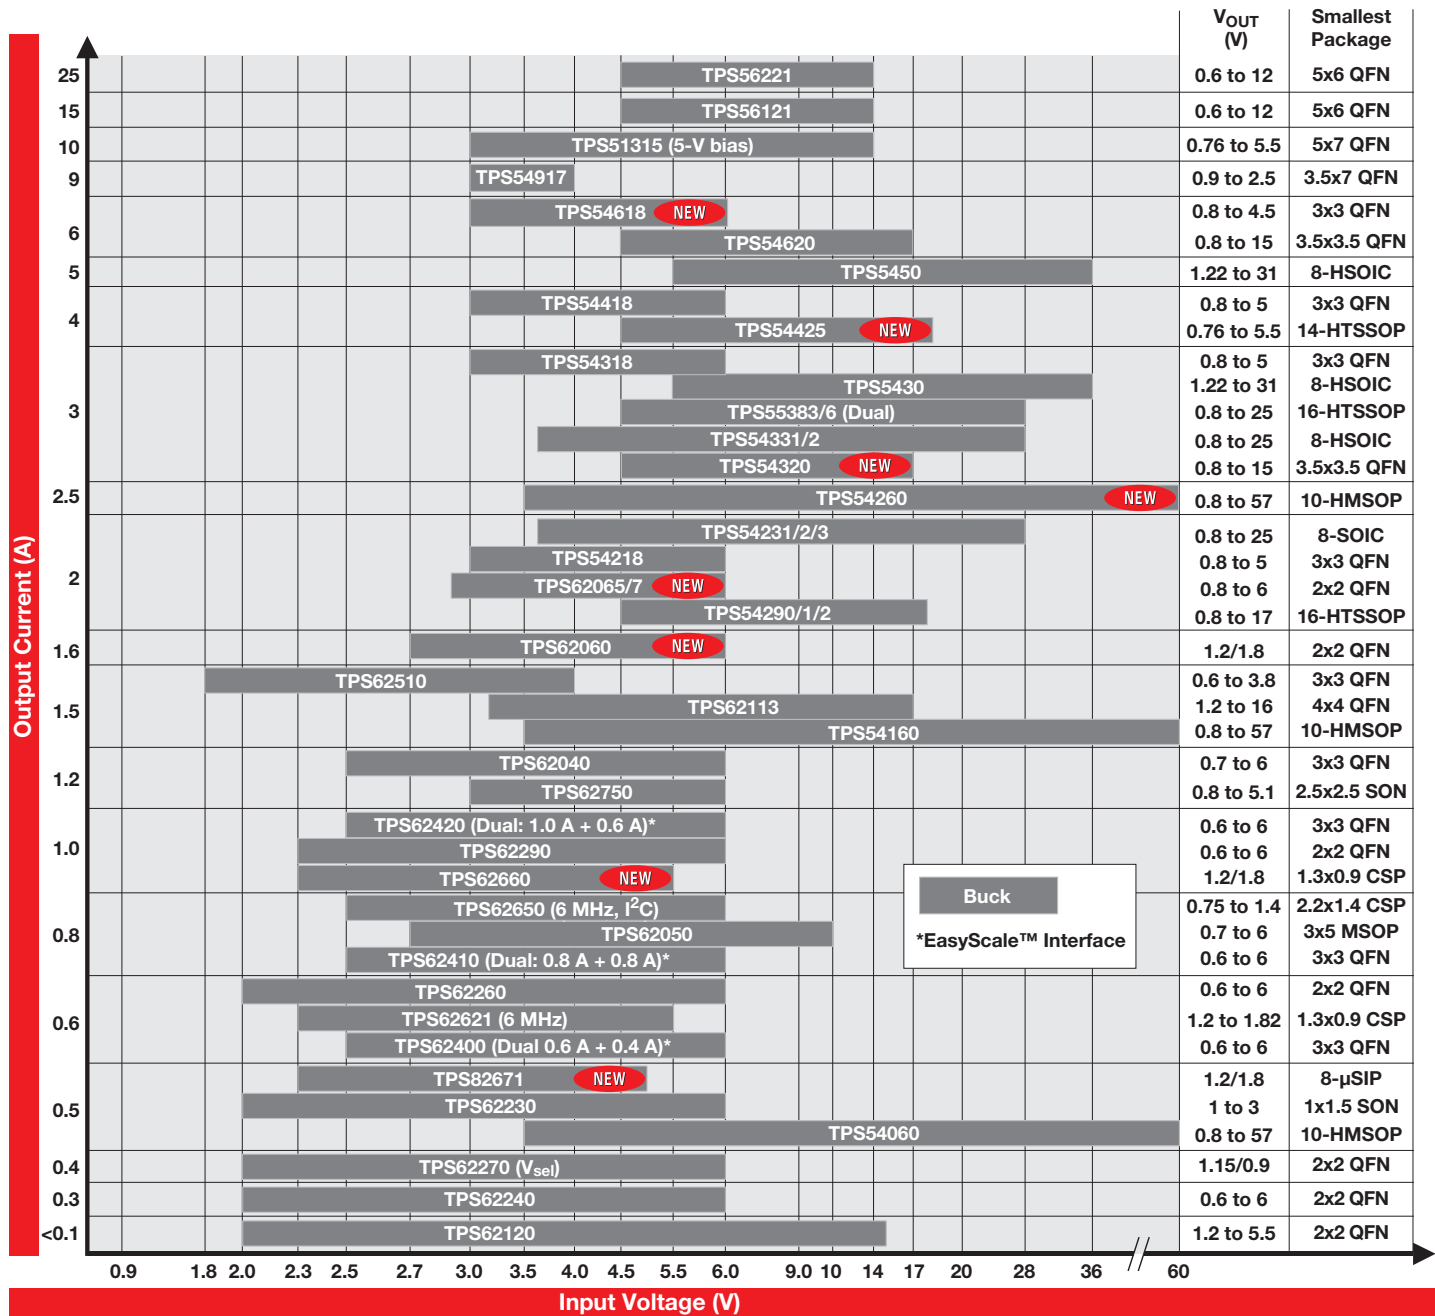 V_OUT (V)
Smallest Package
Output Current (A)
25 TPS56221 0.6 to 12 5x6 QFN
15 TPS56121 0.6 to 12 5x6 QFN
10 TPS51315 (5-V bias) 0.76 to 5.5 5x7 QFN
9 TPS54917 0.9 to 2.5 3.5x7 QFN
6
TPS54618 NEW 0.8 to 4.5 3x3 QFN
TPS54620 0.8 to 15 3.5x3.5 QFN
5 TPS5450 1.22 to 31 8-HSOIC
4
TPS54418 0.8 to 5 3x3 QFN
TPS54425 NEW 0.76 to 5.5 14-HTSSOP
3
TPS54318 0.8 to 5 3x3 QFN
TPS5430 1.22 to 31 8-HSOIC
TPS55383/6 (Dual) 0.8 to 25 16-HTSSOP
TPS54331/2 0.8 to 25 8-HSOIC
TPS54320 NEW 0.8 to 15 3.5x3.5 QFN
2.5 TPS54260 NEW 0.8 to 57 10-HMSOP
2
TPS54231/2/3 0.8 to 25 8-SOIC
TPS54218 0.8 to 5 3x3 QFN
TPS62065/7 NEW 0.8 to 6 2x2 QFN
TPS54290/1/2 0.8 to 17 16-HTSSOP
1.6 TPS62060 NEW 1.2/1.8 2x2 QFN
1.5
TPS62510 0.6 to 3.8 3x3 QFN
TPS62113 1.2 to 16 4x4 QFN
TPS54160 0.8 to 57 10-HMSOP
1.2
TPS62040 0.7 to 6 3x3 QFN
TPS62750 0.8 to 5.1 2.5x2.5 SON
1.0
TPS62420 (Dual: 1.0 A + 0.6 A)* 0.6 to 6 3x3 QFN
TPS62290 0.6 to 6 2x2 QFN
TPS62660 NEW 1.2/1.8 1.3x0.9 CSP
0.8
TPS62650 (6 MHz, I²C) 0.75 to 1.4 2.2x1.4 CSP
TPS62050 0.7 to 6 3x5 MSOP
TPS62410 (Dual: 0.8 A + 0.8 A)* 0.6 to 6 3x3 QFN
Buck
*EasyScale™ Interface
0.6
TPS62260 0.6 to 6 2x2 QFN
TPS62621 (6 MHz) 1.2 to 1.82 1.3x0.9 CSP
TPS62400 (Dual 0.6 A + 0.4 A)* 0.6 to 6 3x3 QFN
0.5
TPS82671 NEW 1.2/1.8 8-µSIP
TPS62230 1 to 3 1x1.5 SON
TPS54060 0.8 to 57 10-HMSOP
0.4 TPS62270 (V_sel) 1.15/0.9 2x2 QFN
0.3 TPS62240 0.6 to 6 2x2 QFN
<0.1 TPS62120 1.2 to 5.5 2x2 QFN
0.9 1.8 2.0 2.3 2.5 2.7 3.0 3.5 4.0 4.5 5.5 6.0 9.0 10 14 17 20 28 36 // 60
Input Voltage (V)